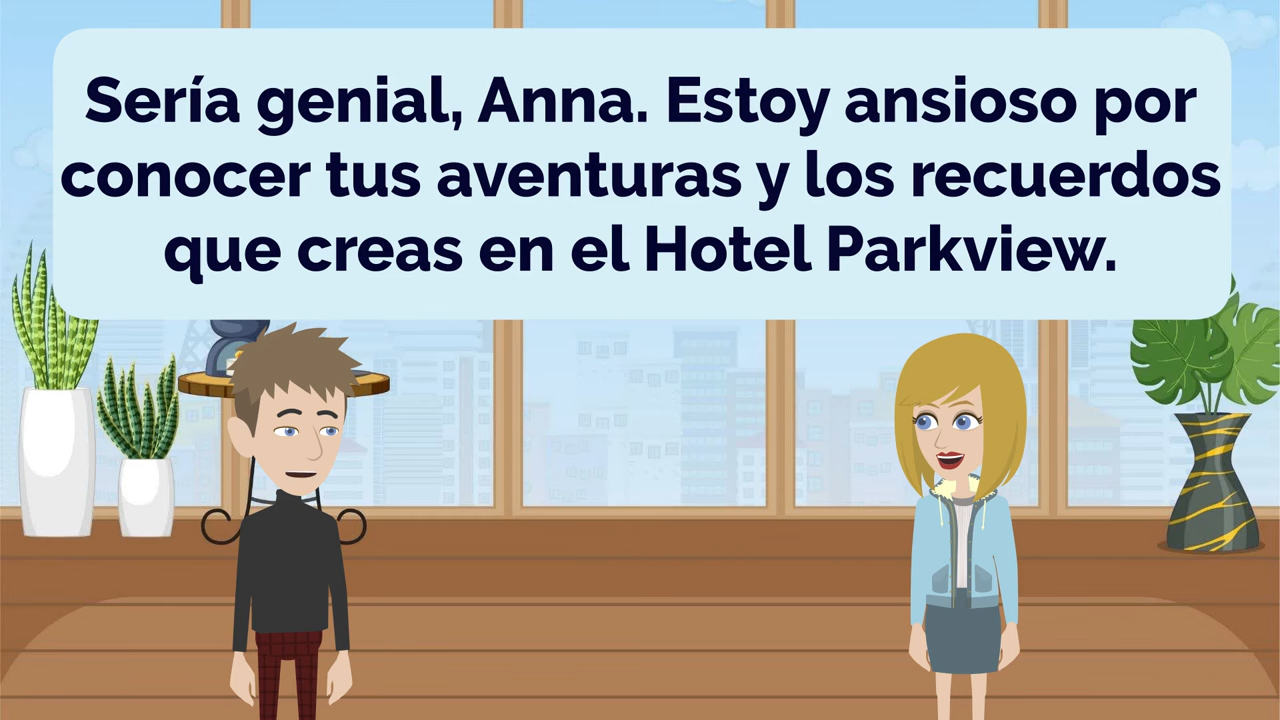 Sería genial, Anna. Estoy ansioso por
conocer tus aventuras y los recuerdos
que creas en el Hotel Parkview.